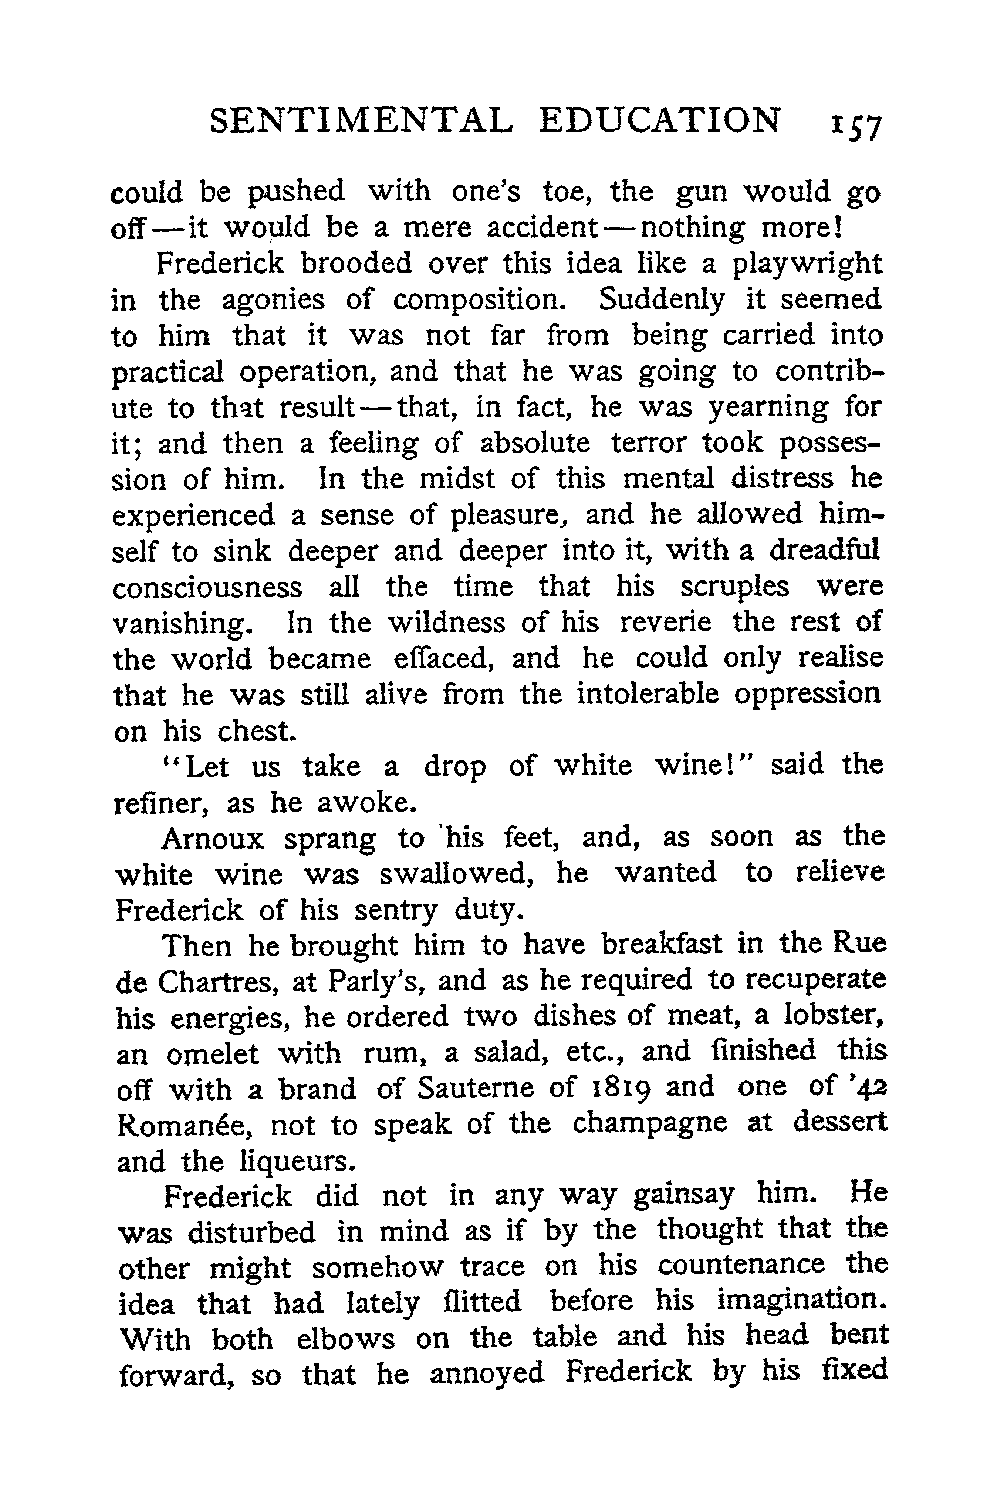 SENTIMENTAL EDUCATION 157
could be pushed with one's toe, the gun would go
off—it would be a mere accident—nothing more!
Frederick brooded over this idea like a playwright
in the agonies of composition. Suddenly it seemed
to him that it was not far from being carried into
practical operation, and that he was going to contrib-
ute to that result—that, in fact, he was yearning for
it; and then a feeling of absolute terror took posses-
sion of him. In the midst of this mental distress he
experienced a sense of pleasure, and he allowed him-
self to sink deeper and deeper into it, with a dreadful
consciousness all the time that his scruples were
vanishing. In the wildness of his reverie the rest of
the world became effaced, and he could only realise
that he was still alive from the intolerable oppression
on his chest.
"Let us take a drop of white wine!" said the
refiner, as he awoke.
Arnoux sprang to his feet, and, as soon as the
white wine was swallowed, he wanted to relieve
Frederick of his sentry duty.
Then he brought him to have breakfast in the Rue
de Chartres, at Parly's, and as he required to recuperate
his energies, he ordered two dishes of meat, a lobster,
an omelet with rum, a salad, etc., and finished this
off with a brand of Sauterne of 1819 and one of '42
Romanée, not to speak of the champagne at dessert
and the liqueurs.
Frederick did not in any way gainsay him. He
was disturbed in mind as if by the thought that the
other might somehow trace on his countenance the
idea that had lately flitted before his imagination.
With both elbows on the table and his head bent
forward, so that he annoyed Frederick by his fixed